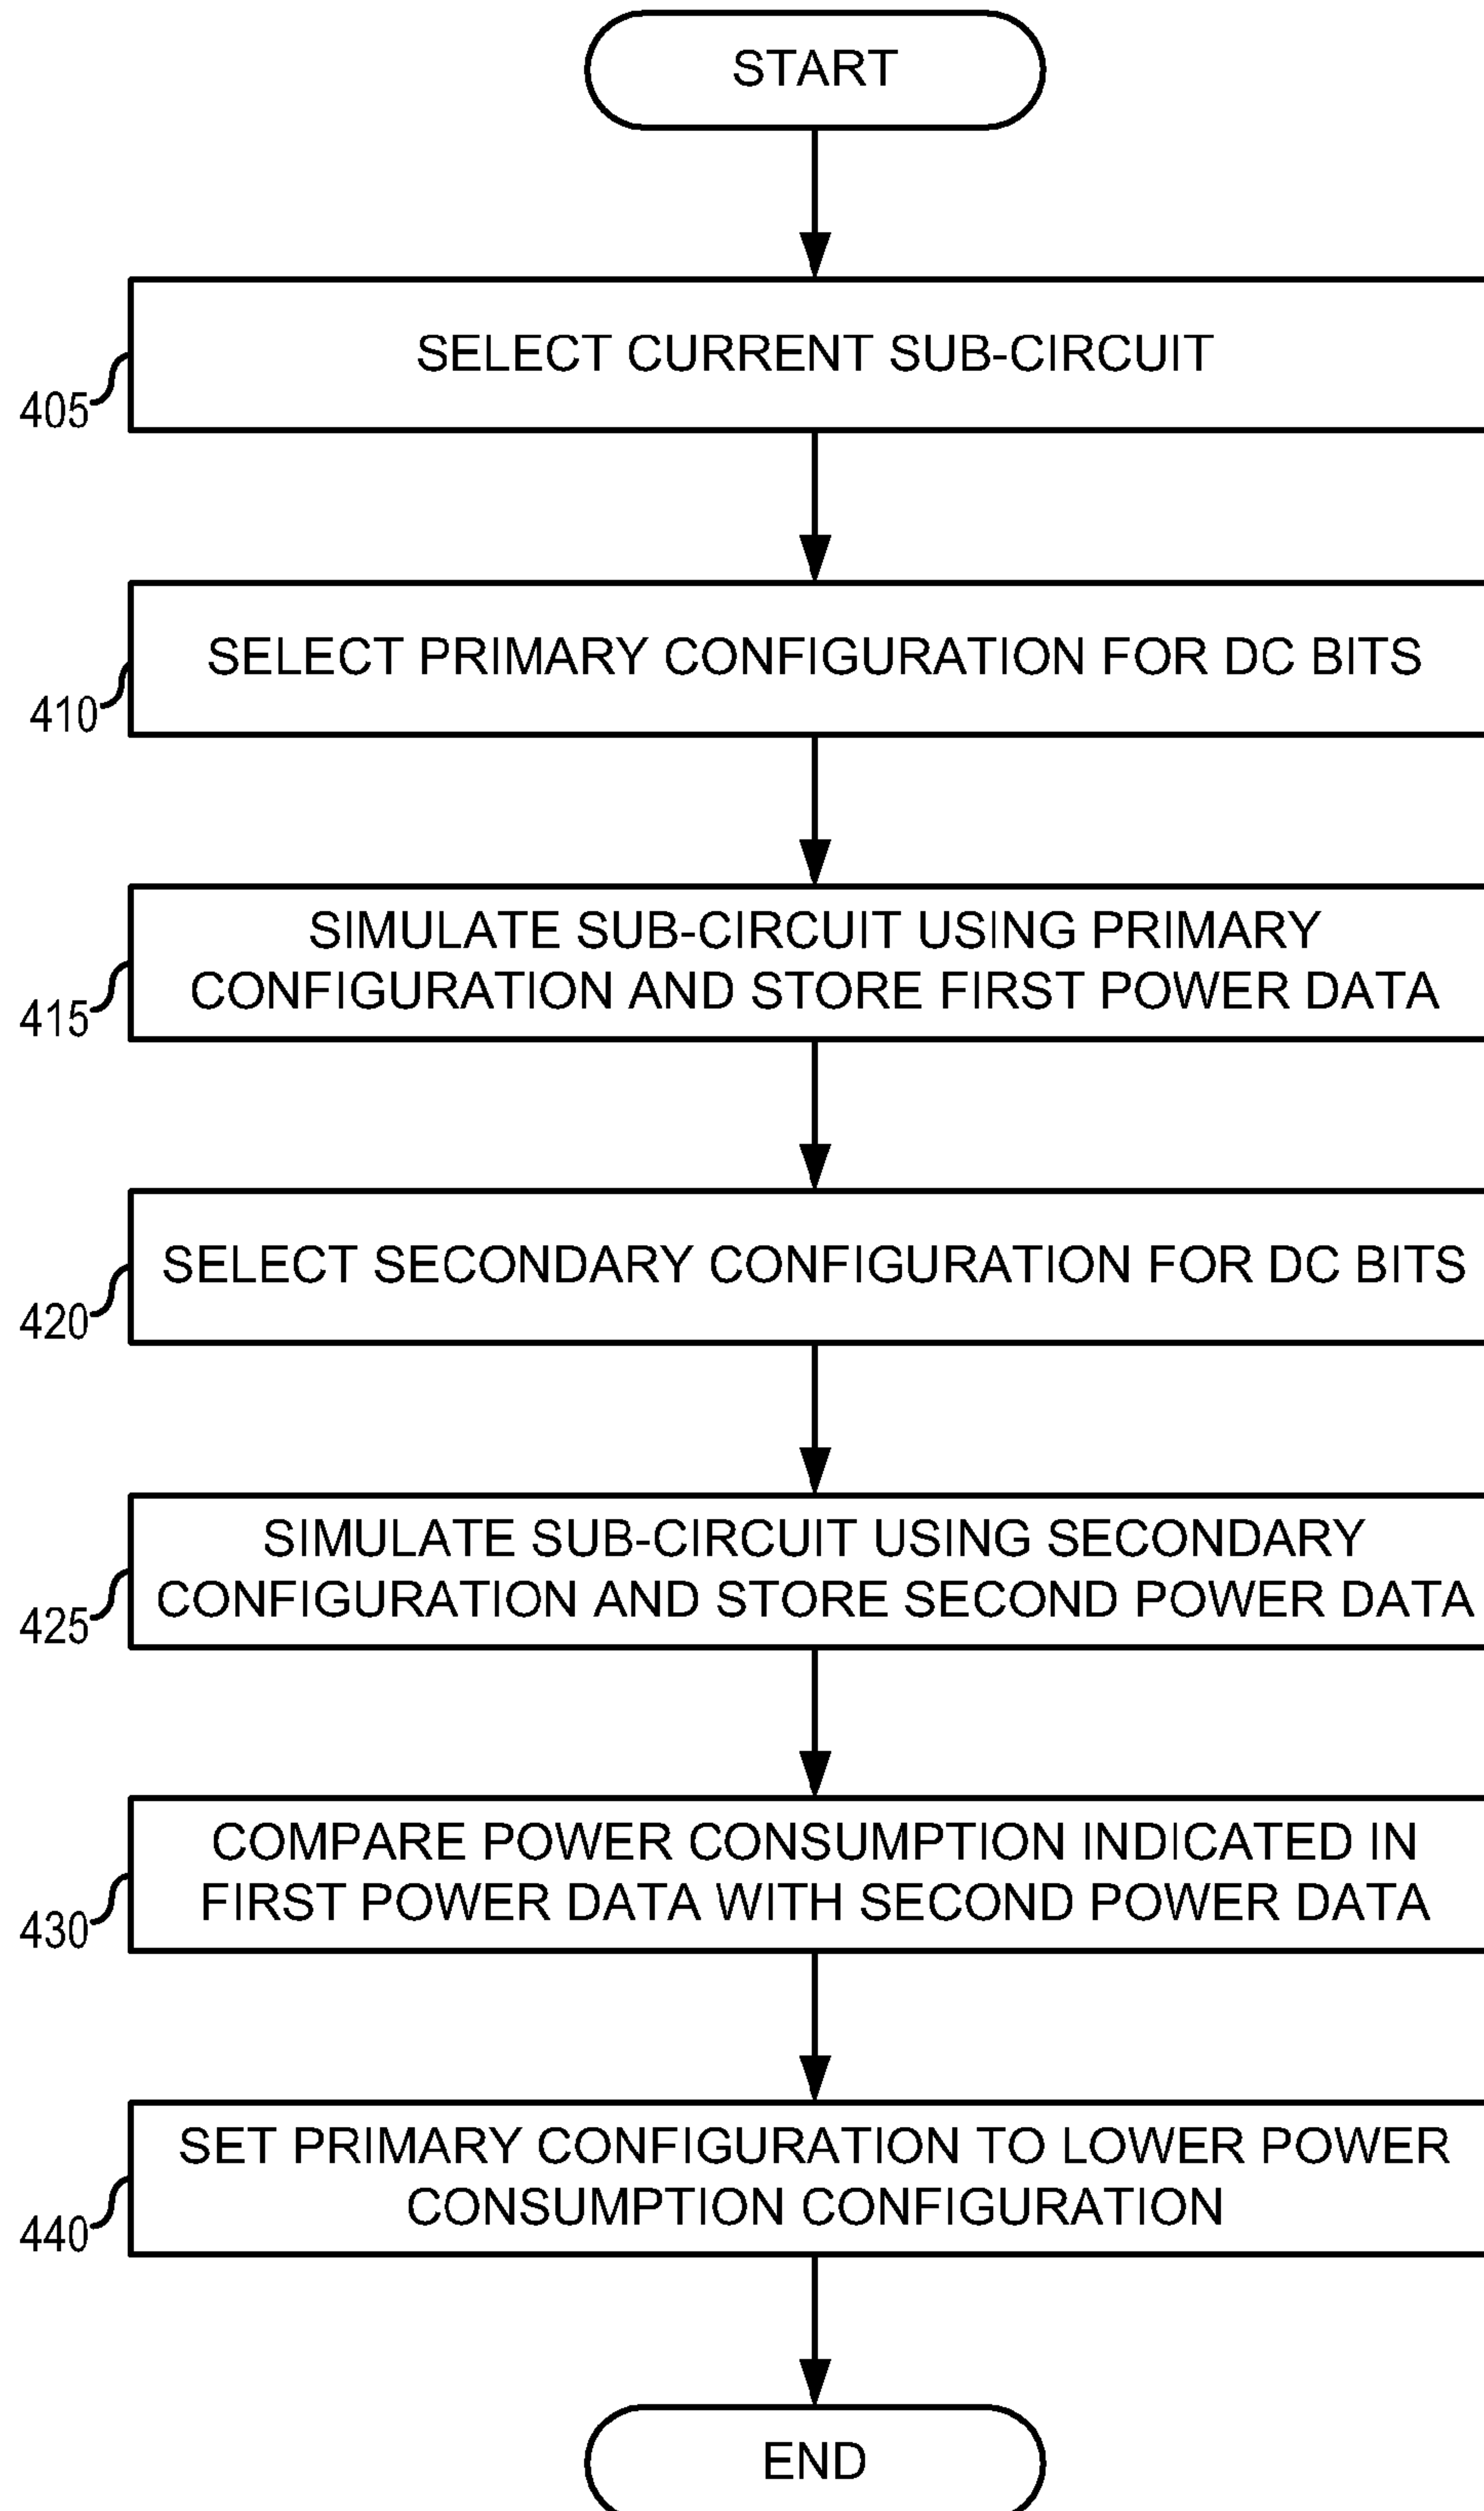 START
SELECT CURRENT SUB-CIRCUIT
405
SELECT PRIMARY CONFIGURATION FOR DC BITS
410
SIMULATE SUB-CIRCUIT USING PRIMARY
CONFIGURATION AND STORE FIRST POWER DATA
415
SELECT SECONDARY CONFIGURATION FOR DC BITS
420
SIMULATE SUB-CIRCUIT USING SECONDARY
CONFIGURATION AND STORE SECOND POWER DATA
425
COMPARE POWER CONSUMPTION INDICATED IN
FIRST POWER DATA WITH SECOND POWER DATA
430
SET PRIMARY CONFIGURATION TO LOWER POWER
CONSUMPTION CONFIGURATION
440
END